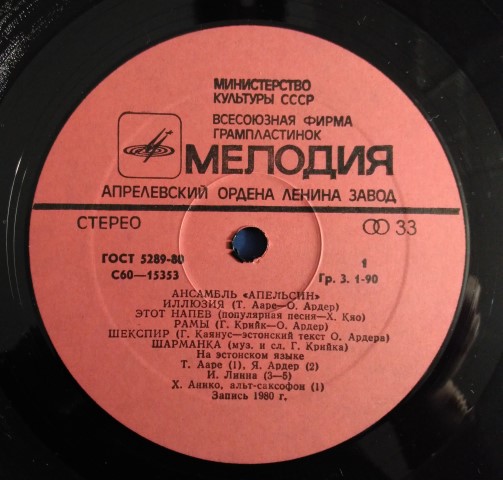 МИНИСТЕРСТВО
КУЛЬТУРЫ СССР
ВСЕСОЮЗНАЯ ФИРМА
ГРАМПЛАСТИНОК
МЕЛОДИЯ
АПРЕЛЕВСКИЙ ОРДЕНА ЛЕНИНА ЗАВОД
СТЕРЕО 33
ГОСТ 5289-80 1
С60—15353 Гр. 3. 1-90
АНСАМБЛЬ «АПЕЛЬСИН»
ИЛЛЮЗИЯ (Т. Ааре—О. Ардер)
ЭТОТ НАПЕВ (популярная песня—Х. Кяо)
РАМЫ (Г. Крийк—О. Ардер)
ШЕКСПИР (Г. Каянус—эстонский текст О. Ардера)
ШАРМАНКА (муз. и сл. Г. Крийка)
На эстонском языке
Т. Ааре (1), Я. Ардер (2)
И. Линна (3—5)
Х. Анико, альт-саксофон (1)
Запись 1980 г.